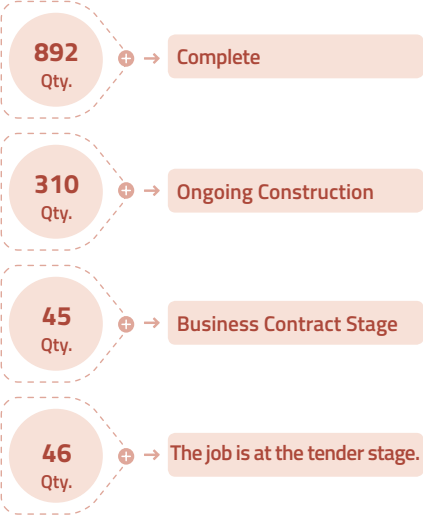 892
Qty.
Complete
310
Qty.
Ongoing Construction
45
Qty.
Business Contract Stage
46
Qty.
The job is at the tender stage.